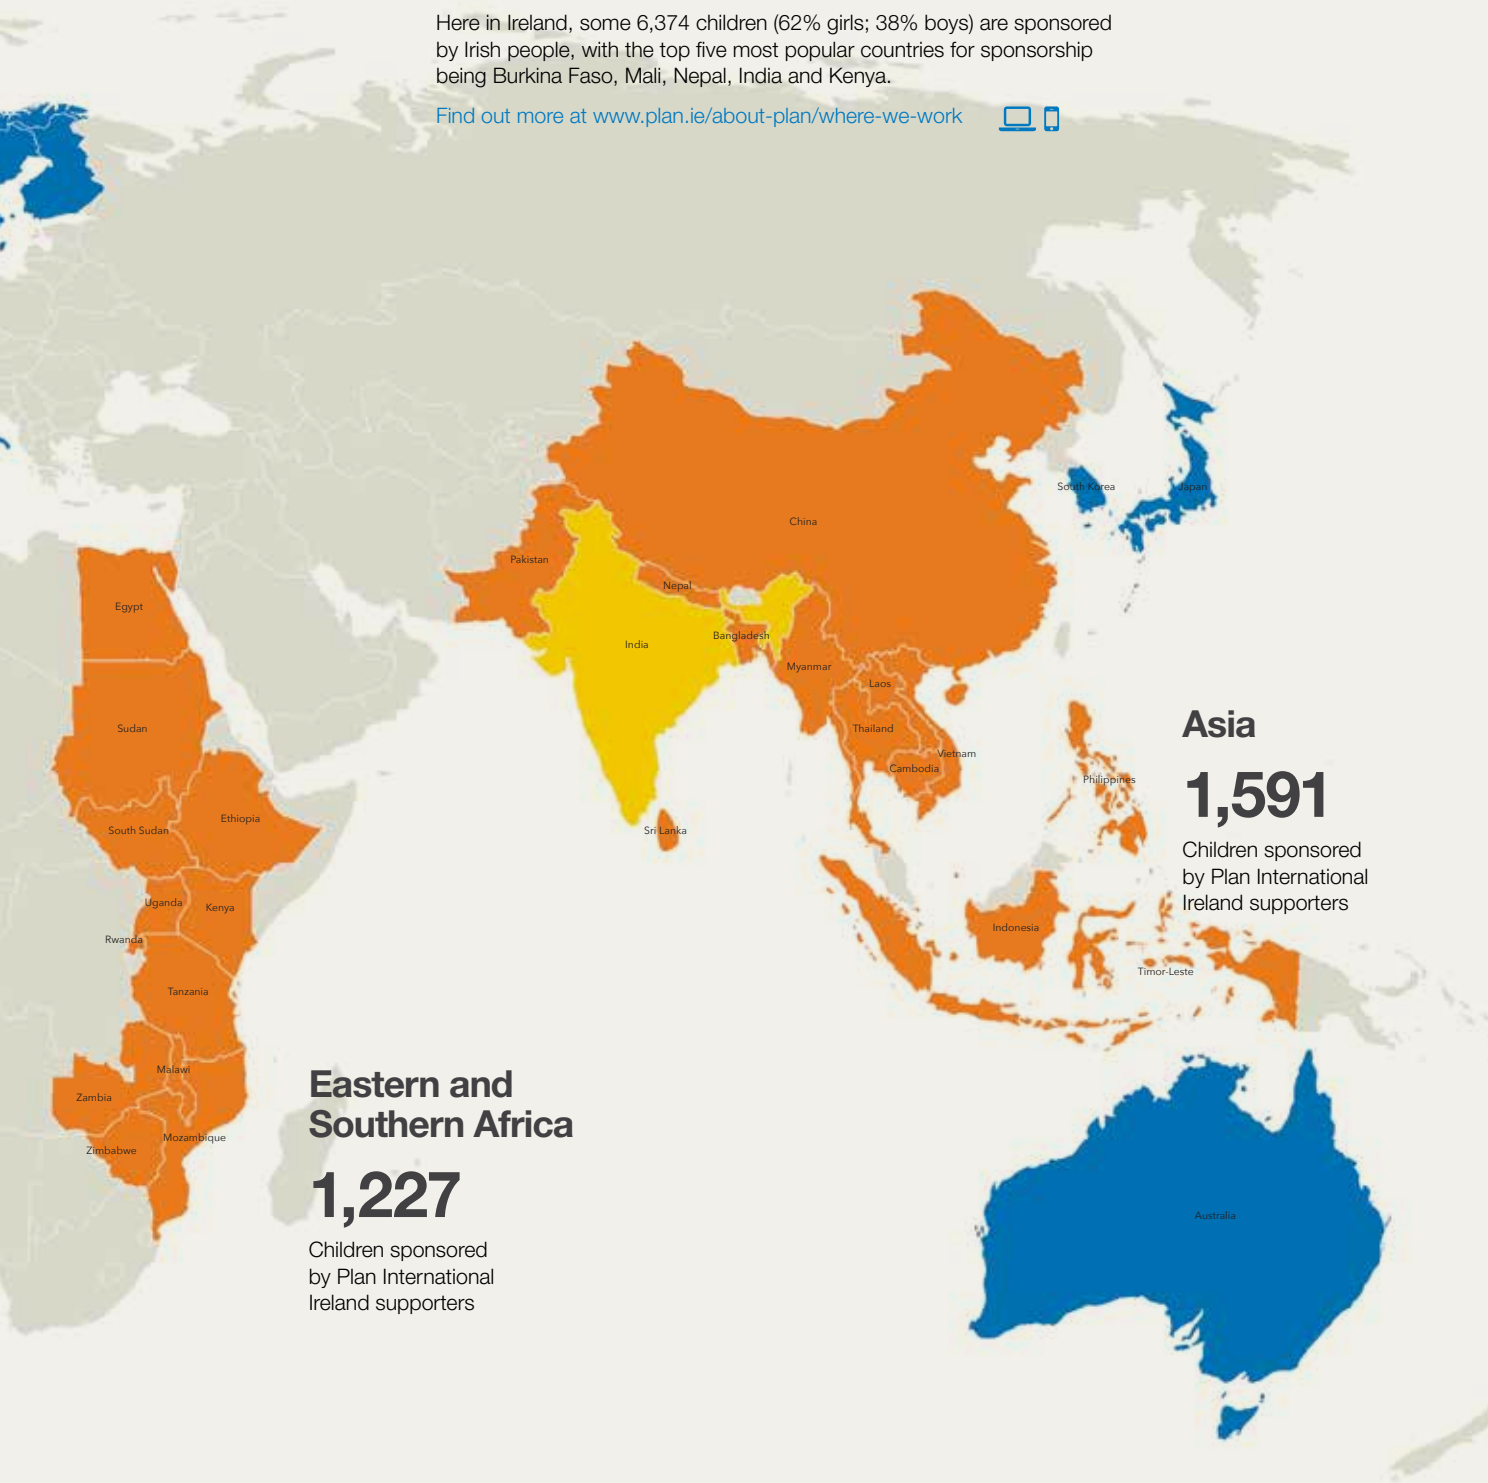 Here in Ireland, some 6,374 children (62% girls; 38% boys) are sponsored
by Irish people, with the top five most popular countries for sponsorship
being Burkina Faso, Mali, Nepal, India and Kenya.
Find out more at www.plan.ie/about-plan/where-we-work
South Korea
Japan
China
Pakistan
Nepal
Egypt
India
Bangladesh
Myanmar
Laos
Sudan
Thailand
Vietnam
Cambodia
Philippines
Ethiopia
South Sudan
Sri Lanka
Uganda
Kenya
Rwanda
Indonesia
Timor-Leste
Tanzania
Malawi
Zambia
Mozambique
Zimbabwe
Australia
Asia
1,591
Children sponsored
by Plan International
Ireland supporters
Eastern and
Southern Africa
1,227
Children sponsored
by Plan International
Ireland supporters